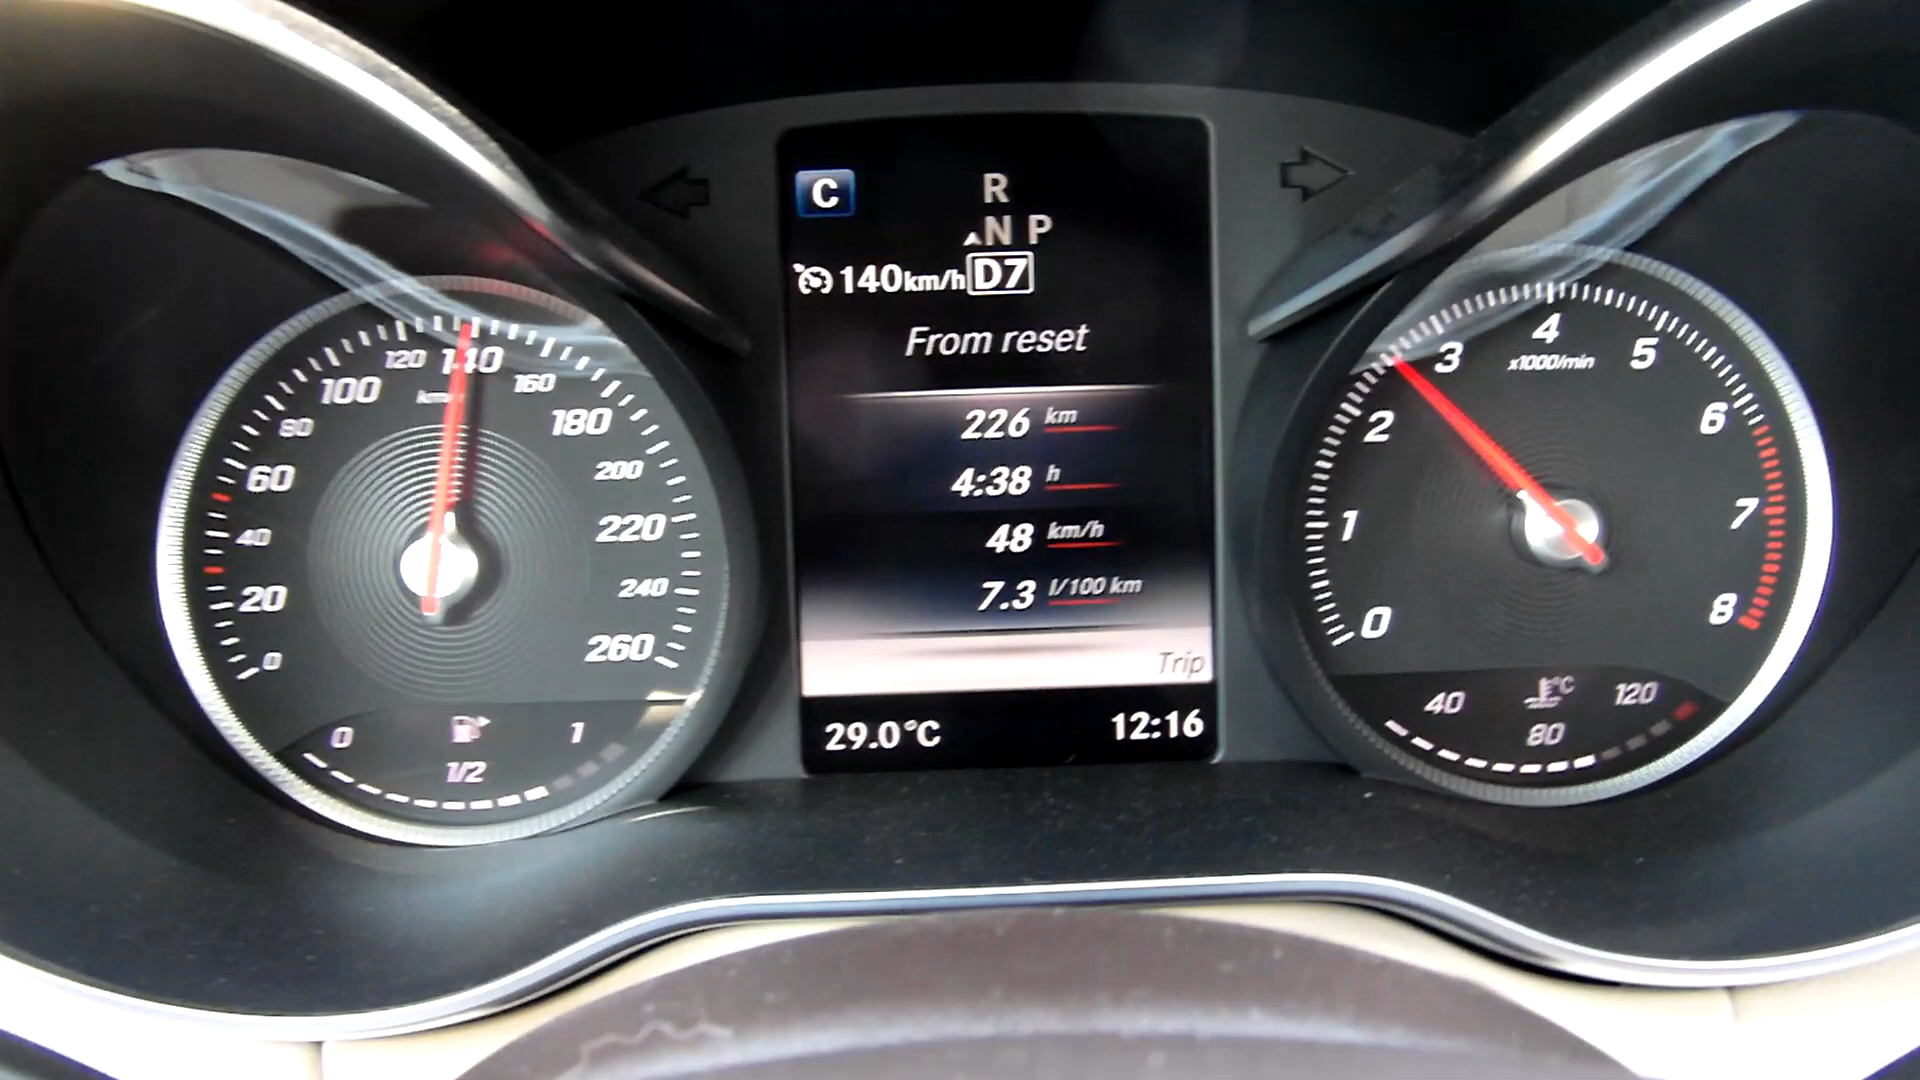 0
20
40
60
80
100
120
140
160
180
200
220
240
260
0
1/2
1
C
R
N P
140km/h D7
From reset
226 km
4:38 h
48 km/h
7.3 l/100 km
Trip
29.0°C
12:16
0
1
2
3
4
5
6
7
8
x1000/min
40
80
120
°C